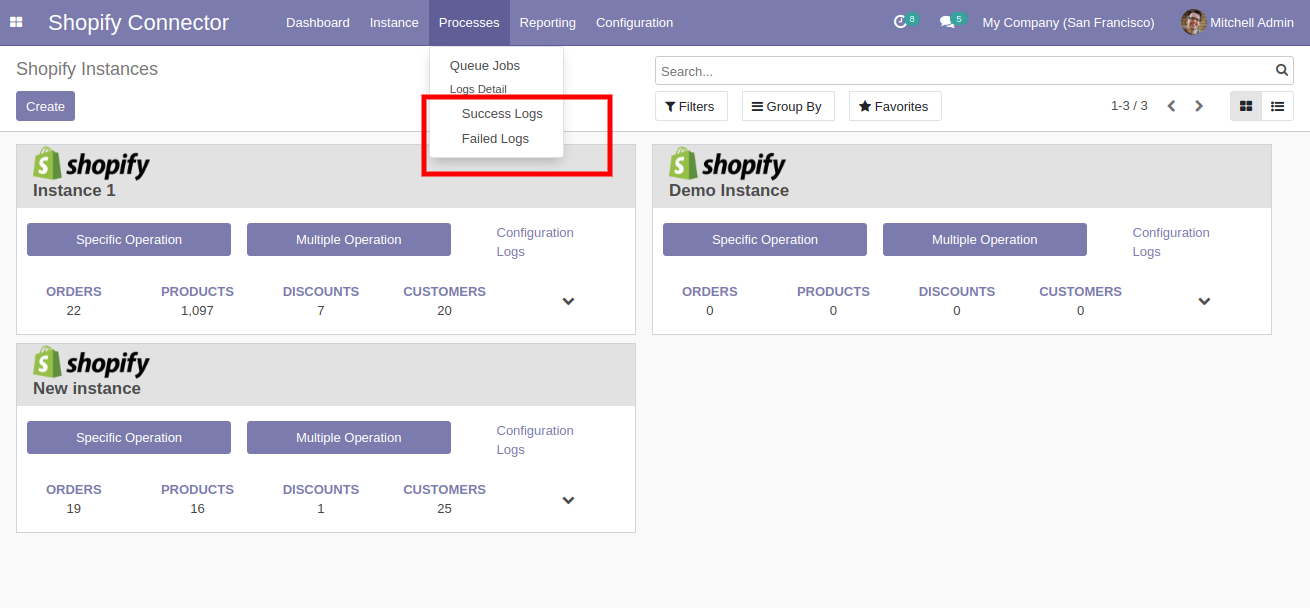 Shopify Connector Dashboard Instance Processes Reporting Configuration 8 5 My Company (San Francisco) Mitchell Admin
Shopify Instances
Create
Queue Jobs
Logs Detail
Success Logs
Failed Logs
Search...
Filters Group By Favorites 1-3 / 3
shopify
Instance 1
Specific Operation Multiple Operation Configuration
Logs
ORDERS PRODUCTS DISCOUNTS CUSTOMERS
22 1,097 7 20
shopify
Demo Instance
Specific Operation Multiple Operation Configuration
Logs
ORDERS PRODUCTS DISCOUNTS CUSTOMERS
0 0 0 0
shopify
New instance
Specific Operation Multiple Operation Configuration
Logs
ORDERS PRODUCTS DISCOUNTS CUSTOMERS
19 16 1 25